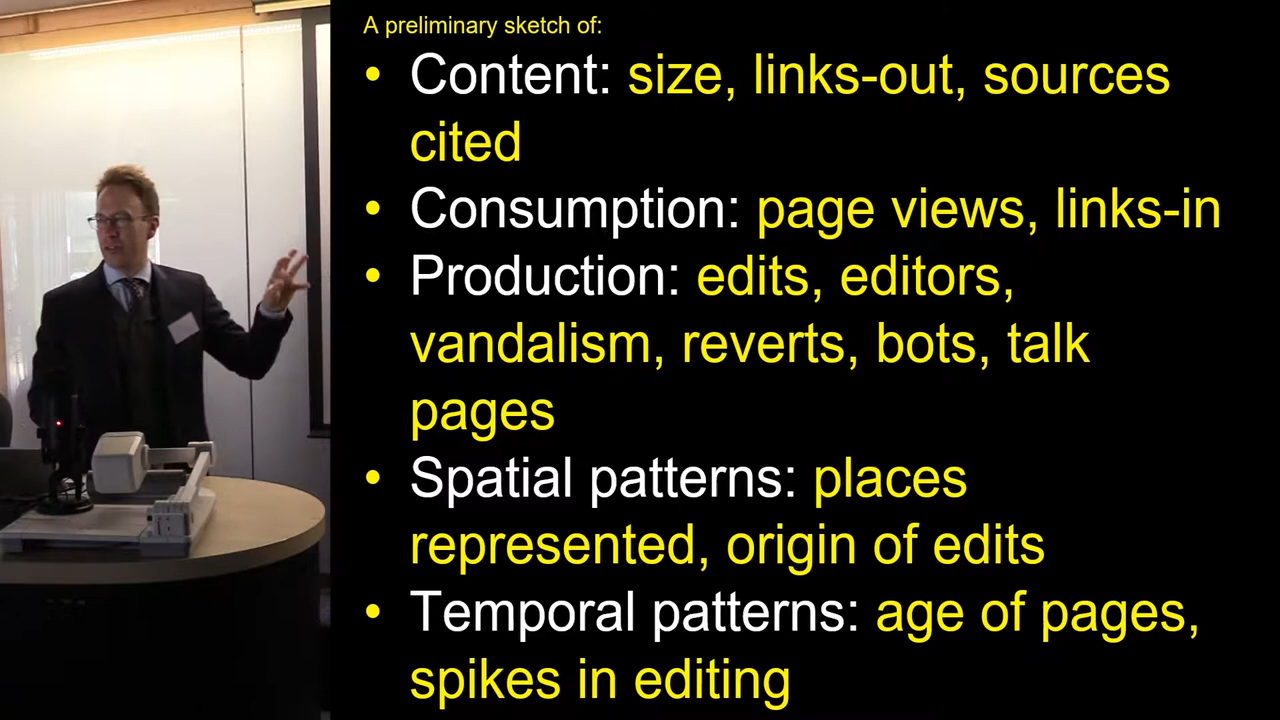 A preliminary sketch of:
• Content: size, links-out, sources
cited
• Consumption: page views, links-in
• Production: edits, editors,
vandalism, reverts, bots, talk
pages
• Spatial patterns: places
represented, origin of edits
• Temporal patterns: age of pages,
spikes in editing